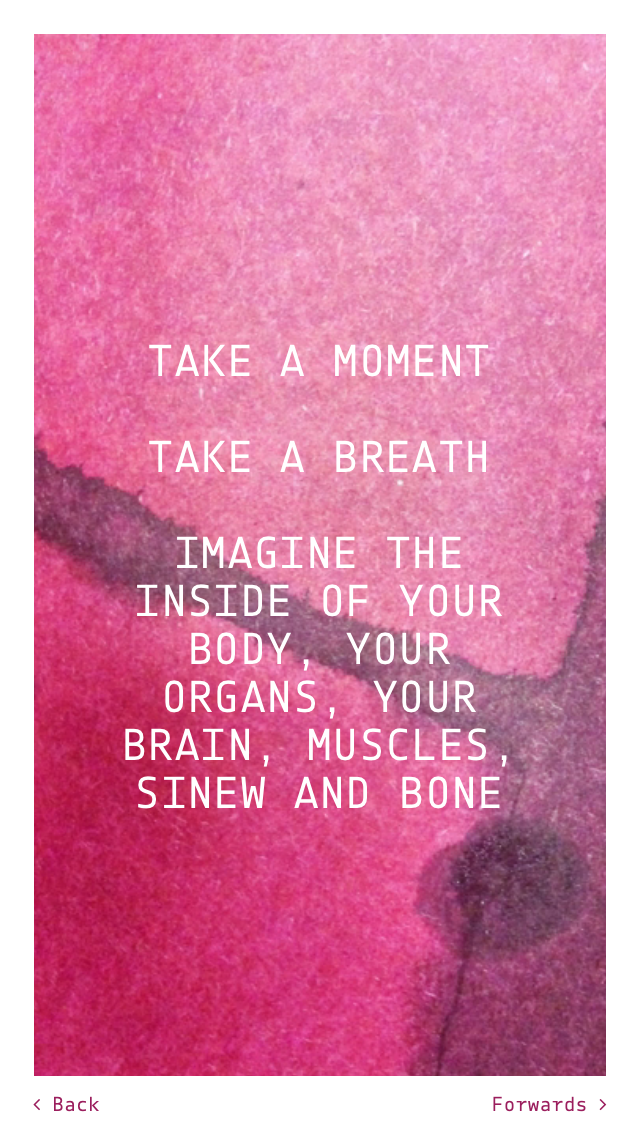 TAKE A MOMENT
TAKE A BREATH
IMAGINE THE
INSIDE OF YOUR
BODY, YOUR
ORGANS, YOUR
BRAIN, MUSCLES,
SINEW AND BONE
< Back
Forwards >